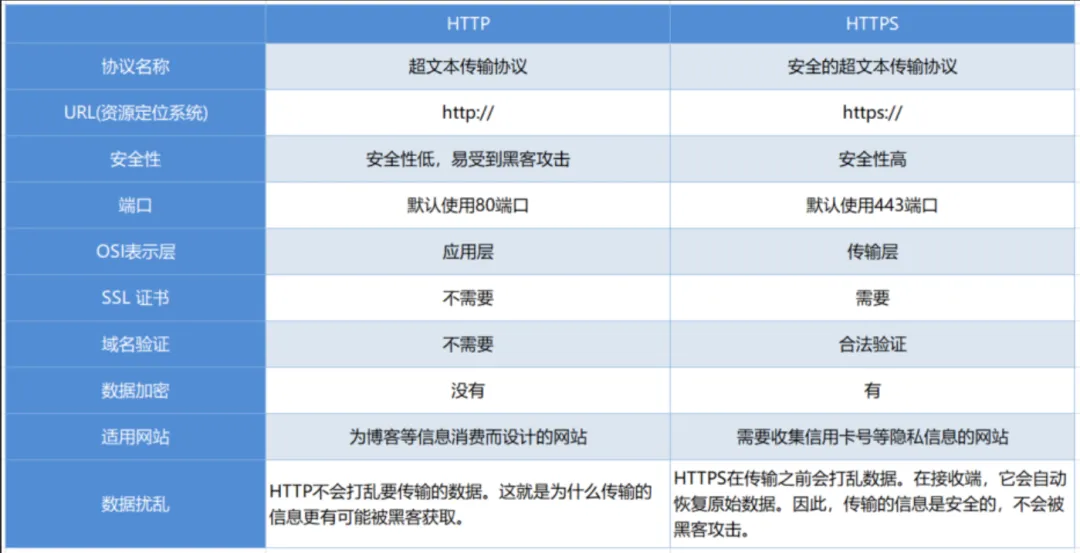 HTTP HTTPS
协议名称 超文本传输协议 安全的超文本传输协议
URL(资源定位系统) http:// https://
安全性 安全性低，易受到黑客攻击 安全性高
端口 默认使用80端口 默认使用443端口
OSI表示层 应用层 传输层
SSL 证书 不需要 需要
域名验证 不需要 合法验证
数据加密 没有 有
适用网站 为博客等信息消费而设计的网站 需要收集信用卡号等隐私信息的网站
数据扰乱
HTTP不会打乱要传输的数据。这就是为什么传输的
信息更有可能被黑客获取。
HTTPS在传输之前会打乱数据。在接收端，它会自动
恢复原始数据。因此，传输的信息是安全的，不会被
黑客攻击。